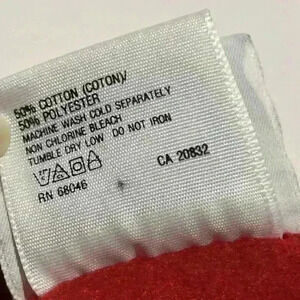 50% COTTON (COTON)/
50% POLYESTER
MACHINE WASH COLD SEPARATELY
NON CHLORINE BLEACH
TUMBLE DRY LOW DO NOT IRON
RN 68046 CA 20832